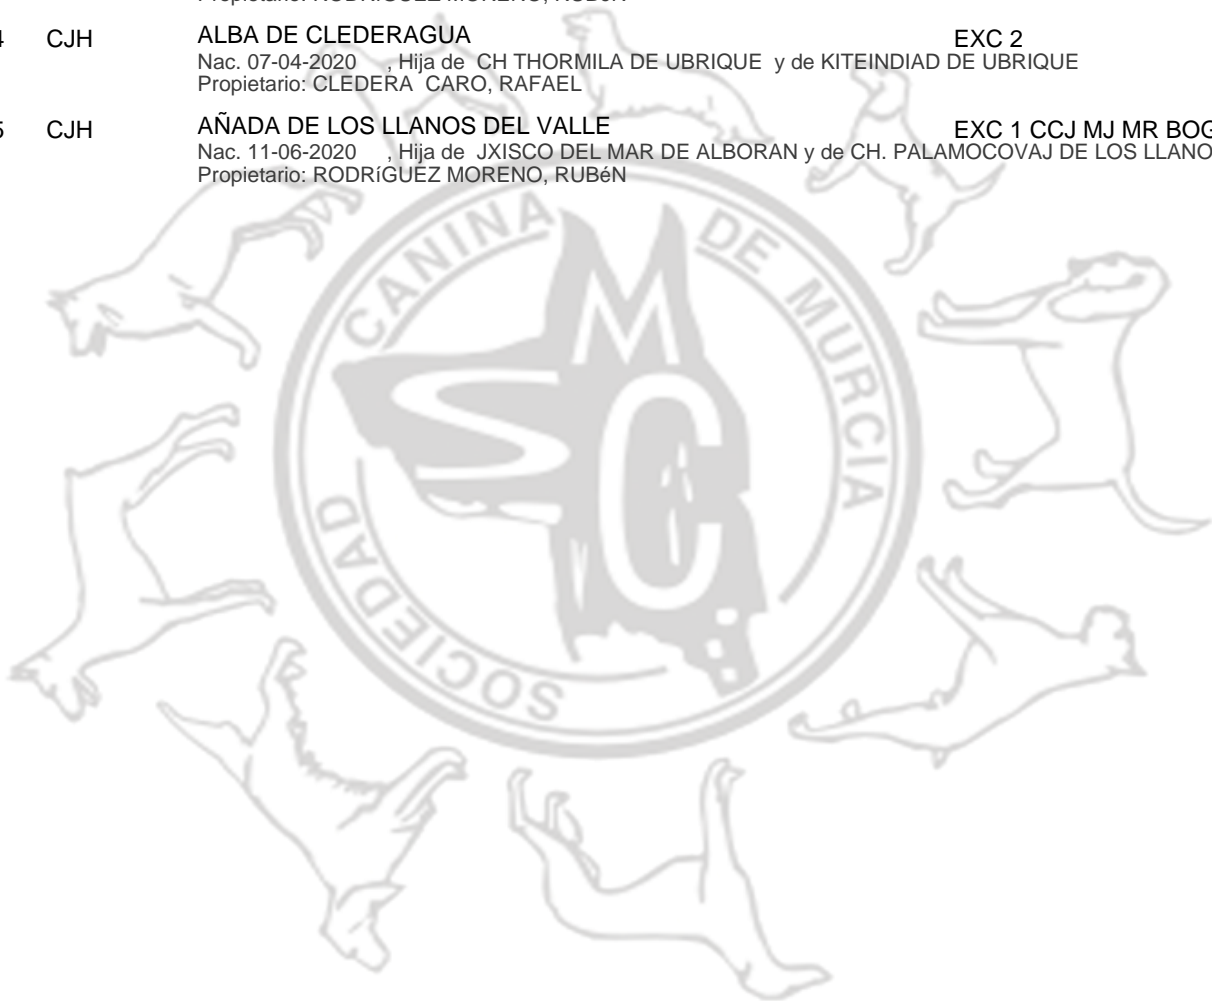 4 CJH ALBA DE CLEDERAGUA EXC 2
Nac. 07-04-2020 , Hija de CH THORMILA DE UBRIQUE y de KITEINDIAD DE UBRIQUE
Propietario: CLEDERA CARO, RAFAEL
5 CJH AÑADA DE LOS LLANOS DEL VALLE EXC 1 CCJ MJ MR BOG
Nac. 11-06-2020 , Hija de JXISCO DEL MAR DE ALBORAN y de CH. PALAMOCOVAJ DE LOS LLANO
Propietario: RODRíGUEZ MORENO, RUBéN
SOCIEDAD CANINA DE MURCIA
M
S
C